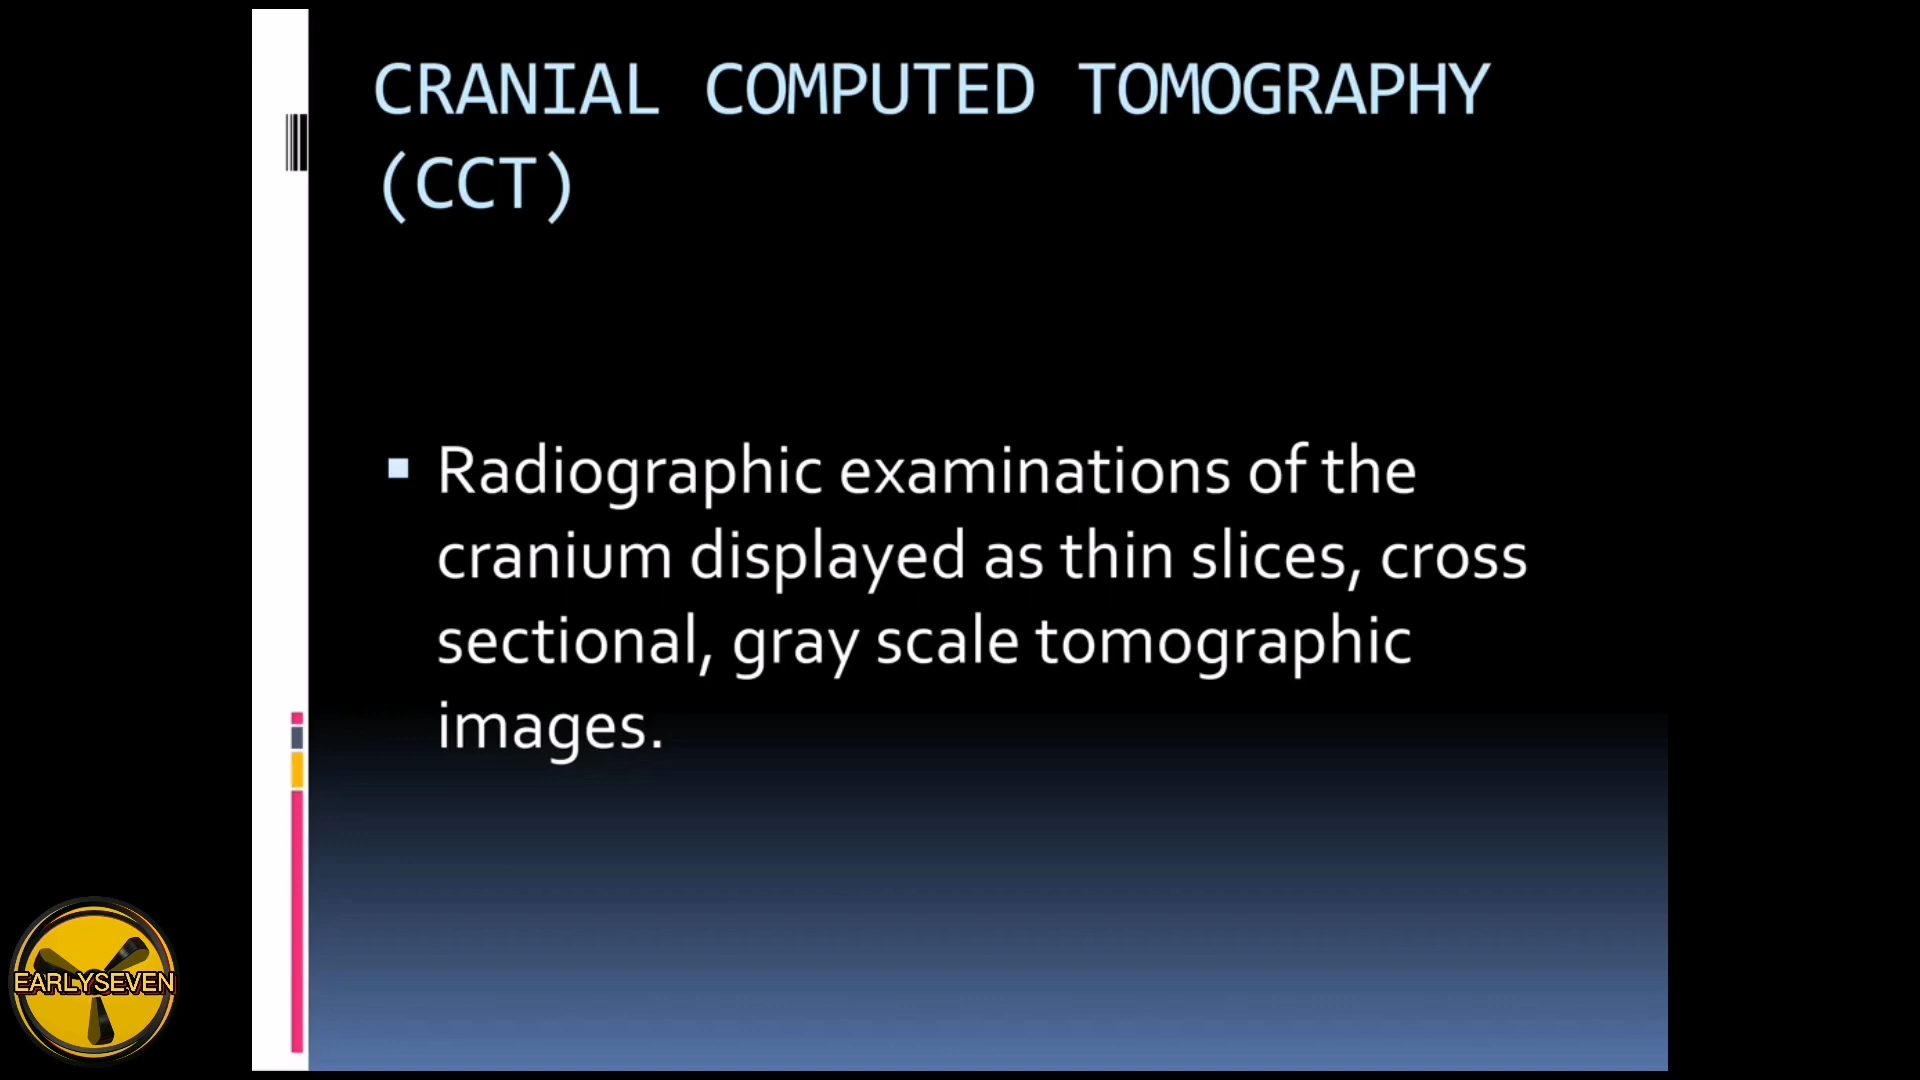 CRANIAL COMPUTED TOMOGRAPHY
(CCT)
Radiographic examinations of the
cranium displayed as thin slices, cross
sectional, gray scale tomographic
images.
EARLYSEVEN